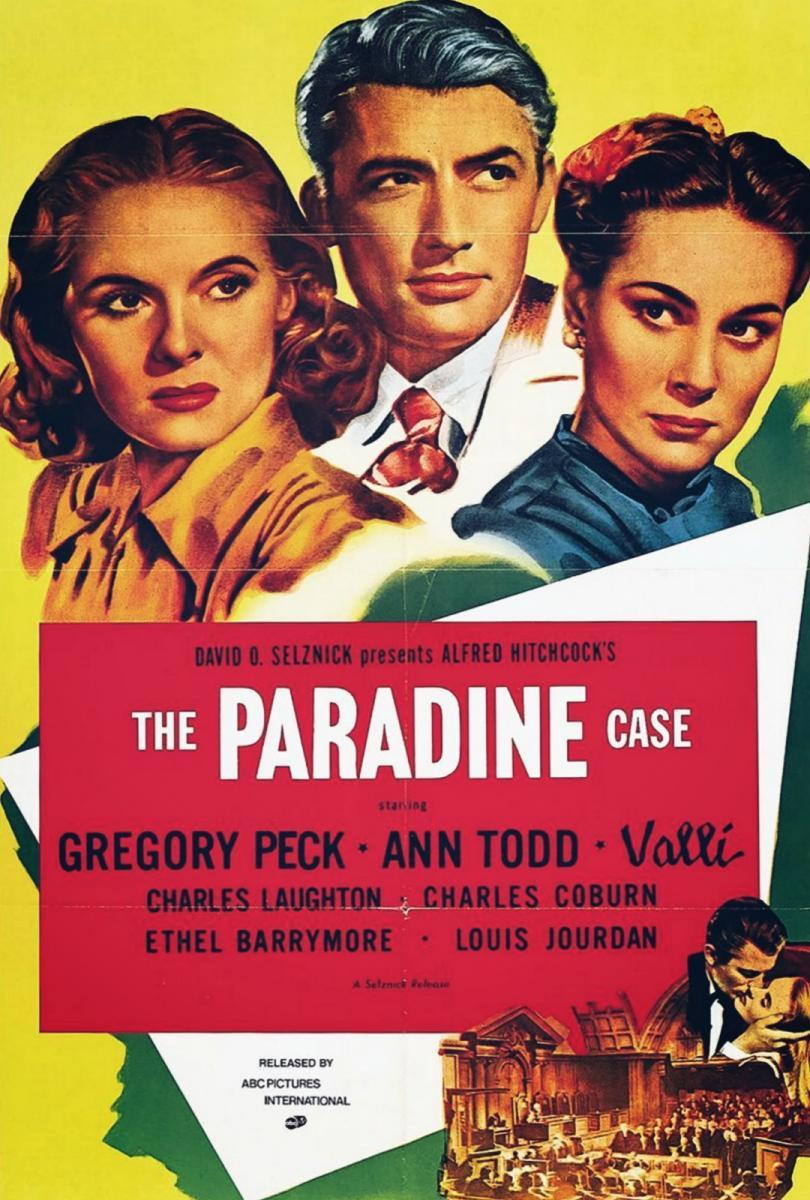 DAVID O. SELZNICK presents ALFRED HITCHCOCK'S
THE PARADINE CASE
starring
GREGORY PECK * ANN TODD * Valli
CHARLES LAUGHTON · CHARLES COBURN
ETHEL BARRYMORE · LOUIS JOURDAN
A Selznick Release
RELEASED BY
ABC PICTURES
INTERNATIONAL
abc